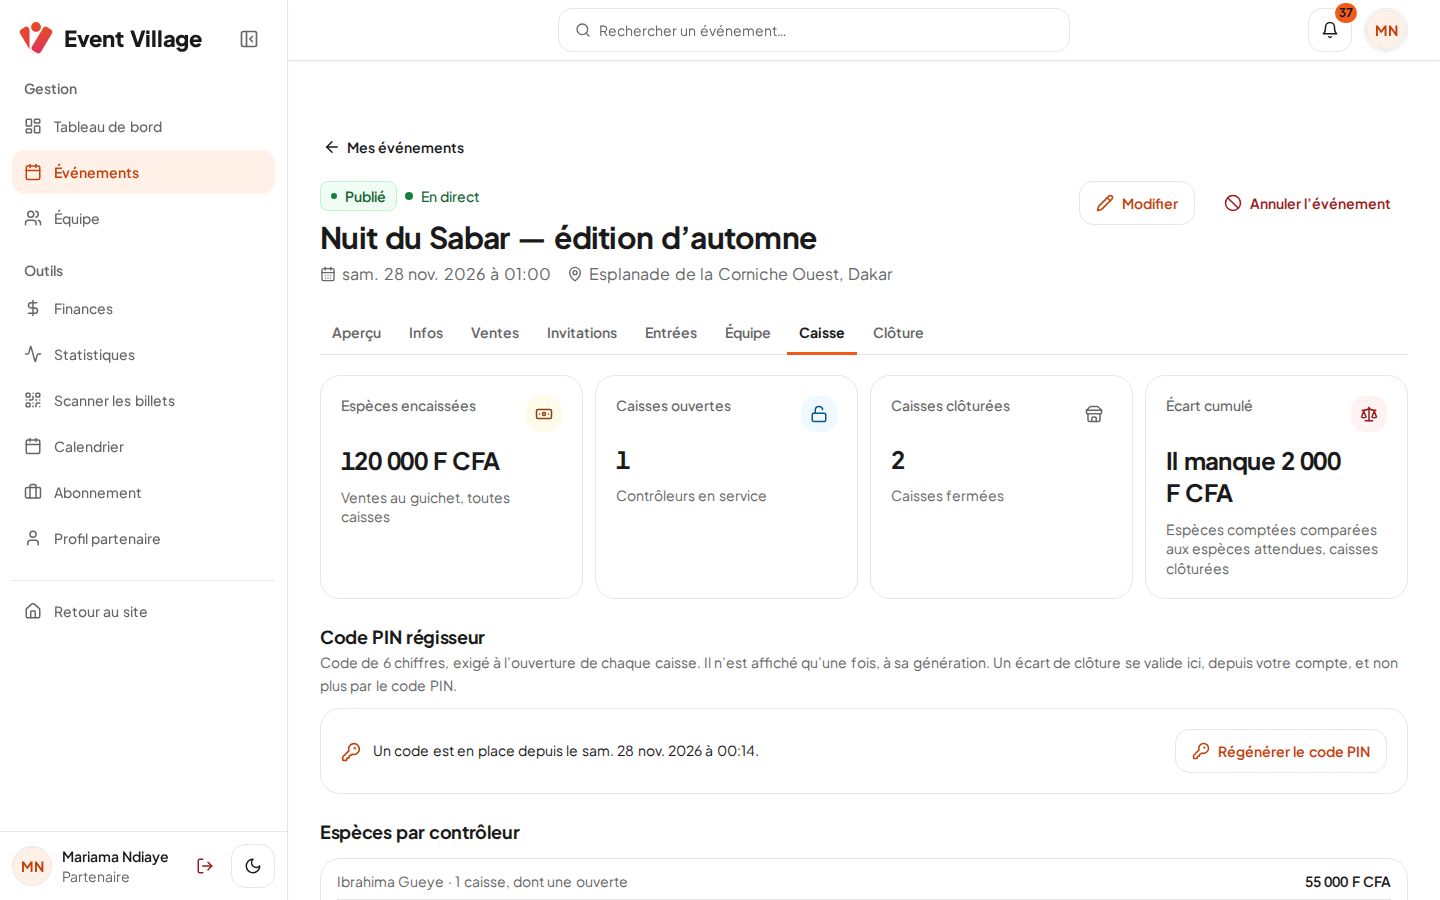 Event Village
Rechercher un événement…
37
MN
Gestion
Tableau de bord
Événements
Équipe
Outils
Finances
Statistiques
Scanner les billets
Calendrier
Abonnement
Profil partenaire
Retour au site
MN
Mariama Ndiaye
Partenaire
Mes événements
Publié
En direct
Modifier
Annuler l’événement
Nuit du Sabar — édition d’automne
sam. 28 nov. 2026 à 01:00
Esplanade de la Corniche Ouest, Dakar
Aperçu
Infos
Ventes
Invitations
Entrées
Équipe
Caisse
Clôture
Espèces encaissées
120 000 F CFA
Ventes au guichet, toutes
caisses
Caisses ouvertes
1
Contrôleurs en service
Caisses clôturées
2
Caisses fermées
Écart cumulé
Il manque 2 000
F CFA
Espèces comptées comparées
aux espèces attendues, caisses
clôturées
Code PIN régisseur
Code de 6 chiffres, exigé à l’ouverture de chaque caisse. Il n’est affiché qu’une fois, à sa génération. Un écart de clôture se valide ici, depuis votre compte, et non
plus par le code PIN.
Un code est en place depuis le sam. 28 nov. 2026 à 00:14.
Régénérer le code PIN
Espèces par contrôleur
Ibrahima Gueye · 1 caisse, dont une ouverte
55 000 F CFA